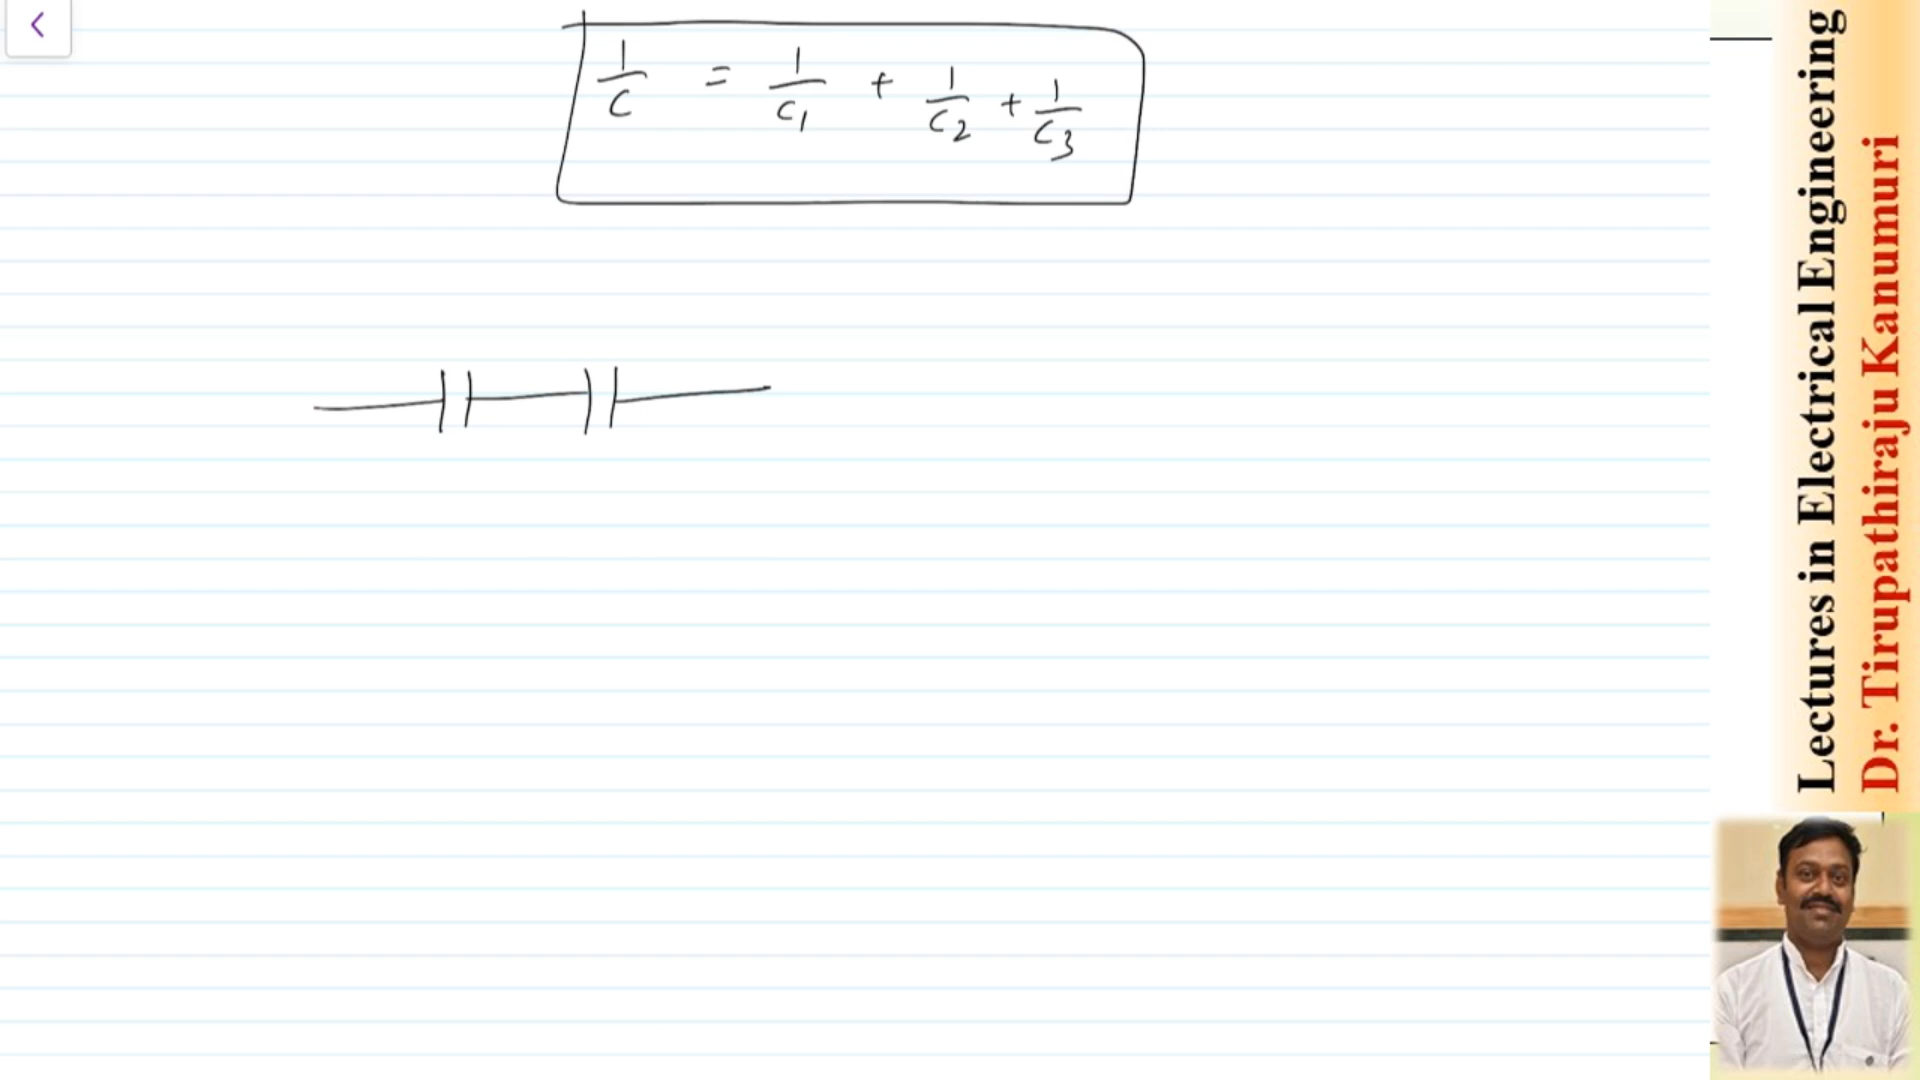 1/C = 1/C1 + 1/C2 + 1/C3
Lectures in Electrical Engineering
Dr. Tirupathiraju Kanumuri